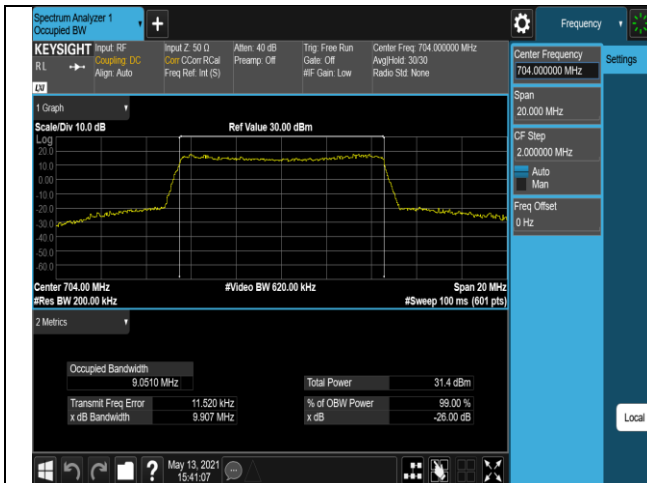 Spectrum Analyzer 1
Occupied BW
Frequency
KEYSIGHT
Input: RF
Coupling: DC
Align: Auto
Input Z: 50 Ω
Corr CCorr RCal
Freq Ref: Int (S)
Atten: 40 dB
Preamp: Off
Trig: Free Run
Gate: Off
#IF Gain: Low
Center Freq: 704.000000 MHz
Avg|Hold: 30/30
Radio Std: None
RL
LXI
1 Graph
Scale/Div 10.0 dB
Ref Value 30.00 dBm
Log
20.0
10.0
0.00
-10.0
-20.0
-30.0
-40.0
-50.0
-60.0
Center 704.00 MHz
#Video BW 620.00 kHz
Span 20 MHz
#Res BW 200.00 kHz
#Sweep 100 ms (601 pts)
2 Metrics
Occupied Bandwidth
9.0510 MHz
Total Power
31.4 dBm
Transmit Freq Error
11.520 kHz
% of OBW Power
99.00 %
x dB Bandwidth
9.907 MHz
x dB
-26.00 dB
Center Frequency
704.000000 MHz
Settings
Span
20.000 MHz
CF Step
2.000000 MHz
Auto
Man
Freq Offset
0 Hz
Local
?
May 13, 2021
15:41:07